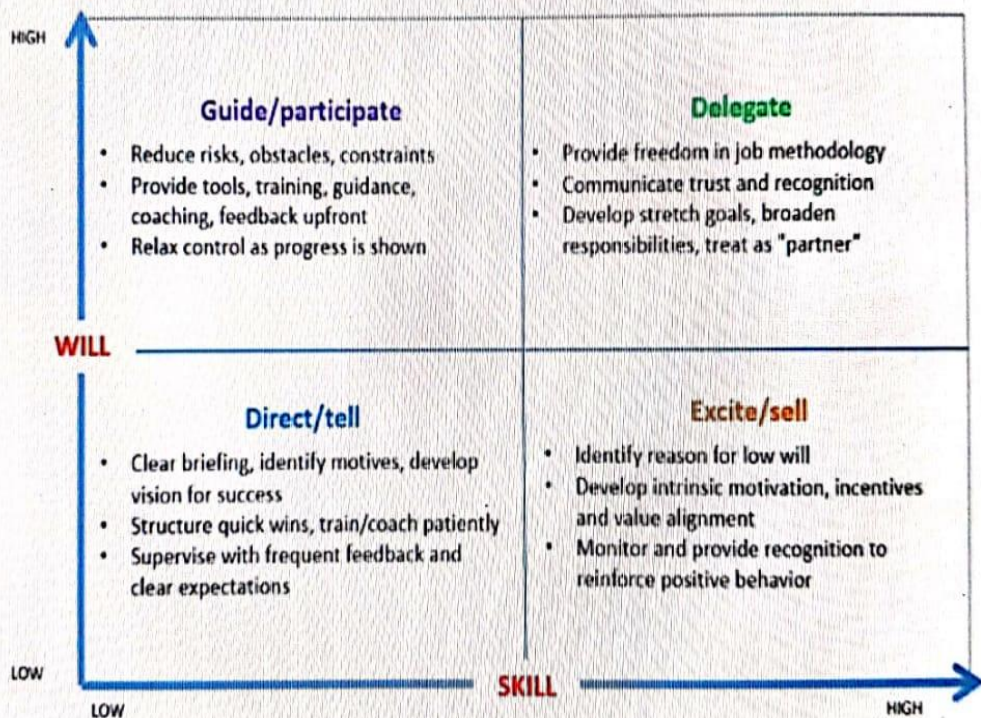 HIGH
Guide/participate
• Reduce risks, obstacles, constraints
• Provide tools, training, guidance,
coaching, feedback upfront
• Relax control as progress is shown
Delegate
• Provide freedom in job methodology
• Communicate trust and recognition
• Develop stretch goals, broaden
responsibilities, treat as "partner"
WILL
Direct/tell
• Clear briefing, identify motives, develop
vision for success
• Structure quick wins, train/coach patiently
• Supervise with frequent feedback and
clear expectations
Excite/sell
• Identify reason for low will
• Develop intrinsic motivation, incentives
and value alignment
• Monitor and provide recognition to
reinforce positive behavior
LOW
LOW
SKILL
HIGH